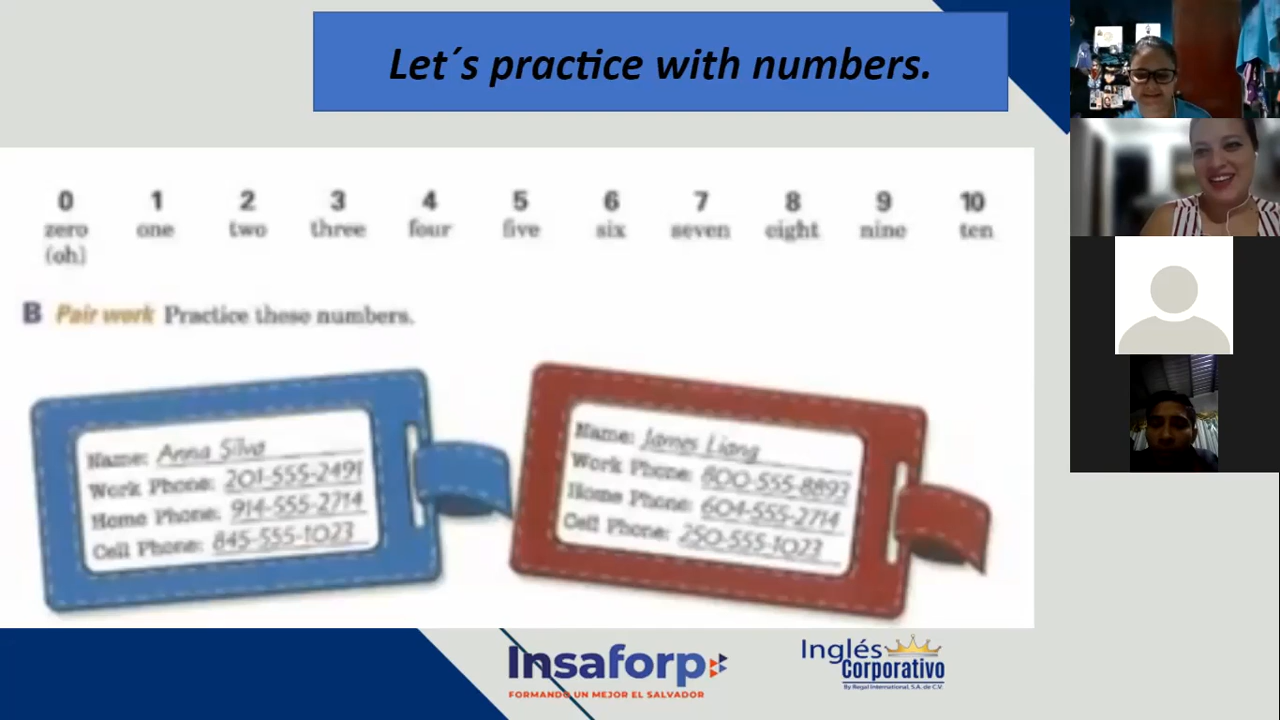 Let´s practice with numbers.
0 1 2 3 4 5 6 7 8 9 10
zero one two three four five six seven eight nine ten
(oh)
B Pair work Practice these numbers.
Name: Anna Silva
Work Phone: 201-555-2491
Home Phone: 914-555-2714
Cell Phone: 845-555-1023
Name: James Liang
Work Phone: 800-555-8893
Home Phone: 604-555-2714
Cell Phone: 250-555-1023
Insaforp
FORMANDO UN MEJOR EL SALVADOR
Inglés
Corporativo
By Regal International, S.A. de C.V.